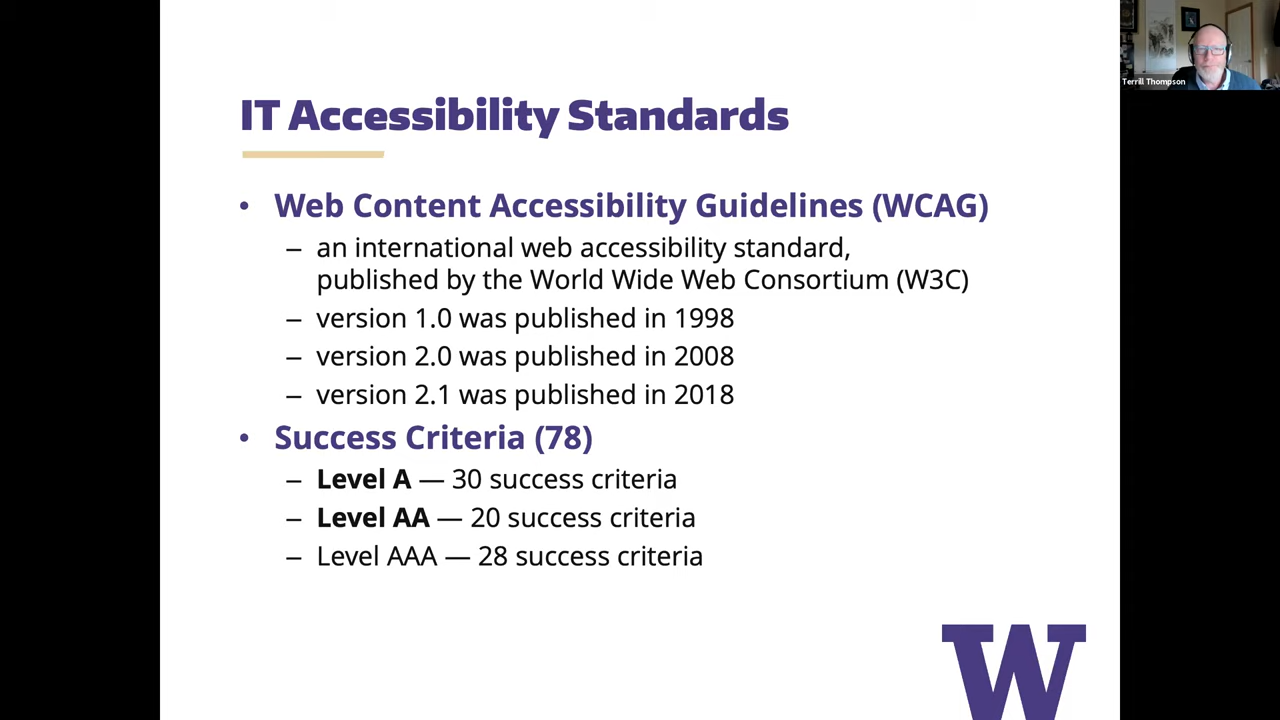 Terrill Thompson
IT Accessibility Standards
• Web Content Accessibility Guidelines (WCAG)
– an international web accessibility standard,
published by the World Wide Web Consortium (W3C)
– version 1.0 was published in 1998
– version 2.0 was published in 2008
– version 2.1 was published in 2018
• Success Criteria (78)
– Level A — 30 success criteria
– Level AA — 20 success criteria
– Level AAA — 28 success criteria
W